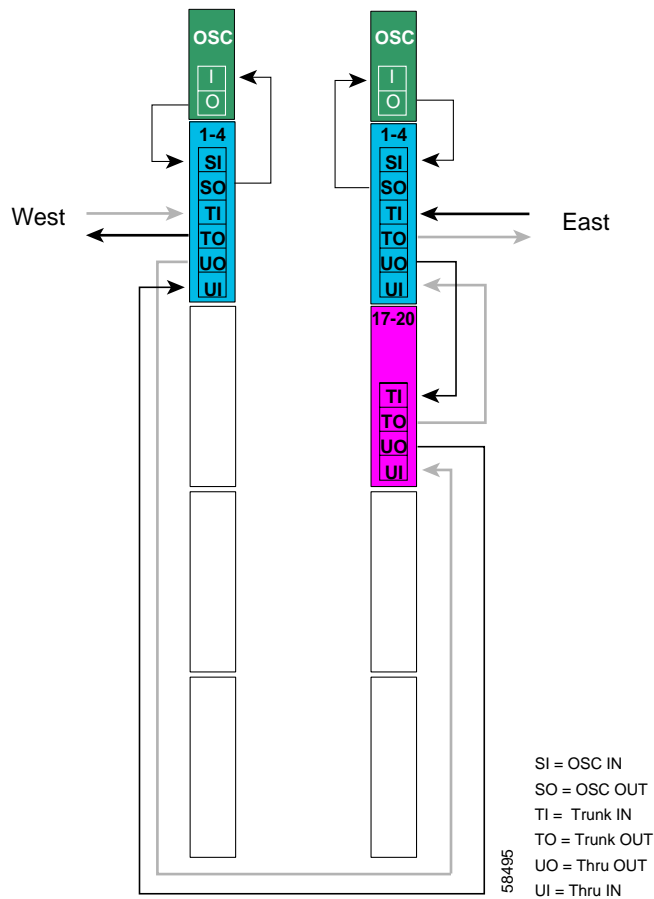 OSC
I
O
1-4
SI
SO
TI
TO
UO
UI
West
OSC
I
O
1-4
SI
SO
TI
TO
UO
UI
East
17-20
TI
TO
UO
UI
SI = OSC IN
SO = OSC OUT
TI = Trunk IN
TO = Trunk OUT
UO = Thru OUT
UI = Thru IN
58495